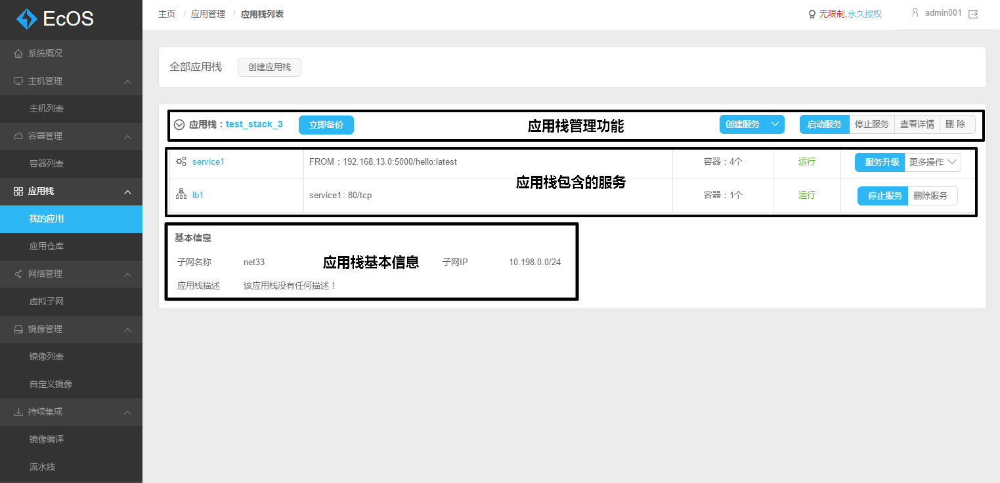 EcOS
主页 / 应用管理 / 应用栈列表
无限制,永久授权
admin001
系统概况
主机管理
主机列表
容器管理
容器列表
应用栈
我的应用
应用仓库
网络管理
虚拟子网
镜像管理
镜像列表
自定义镜像
持续集成
镜像编译
流水线
全部应用栈 创建应用栈
应用栈：test_stack_3 立即备份 应用栈管理功能 创建服务 启动服务 停止服务 查看详情 删 除
service1 FROM：192.168.13.0:5000/hello:latest 容器：4个 运行 服务升级 更多操作
应用栈包含的服务
lb1 service1: 80/tcp 容器：1个 运行 停止服务 删除服务
基本信息
子网名称 net33 应用栈基本信息 子网IP 10.198.0.0/24
应用栈描述 该应用栈没有任何描述！